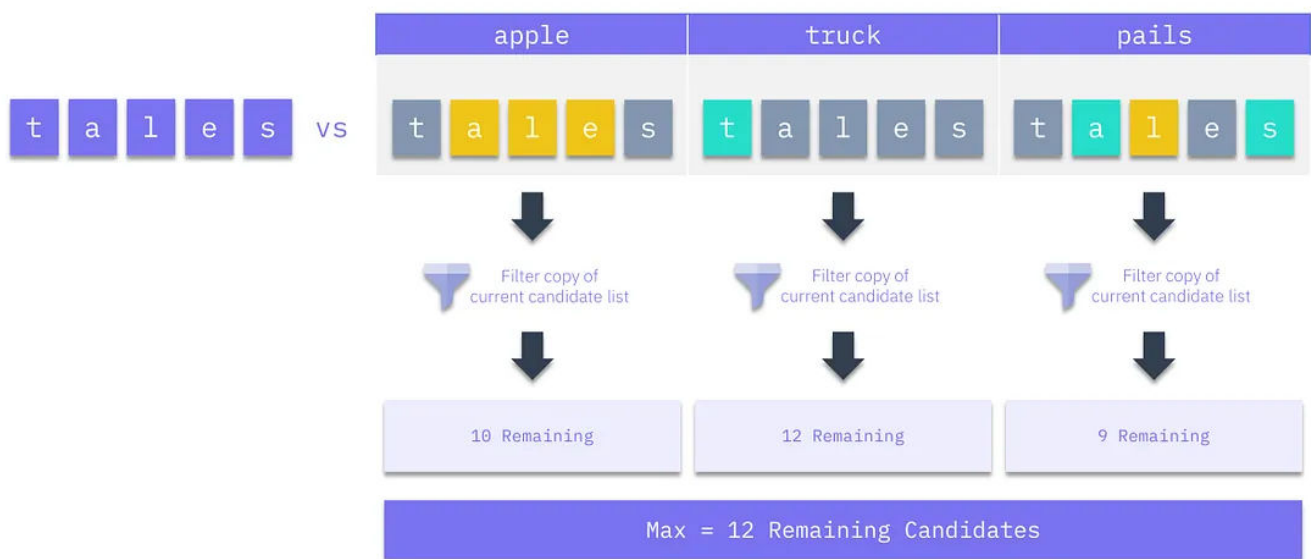 apple truck pails
t a l e s vs t a l e s t a l e s t a l e s
Filter copy of
current candidate list
Filter copy of
current candidate list
Filter copy of
current candidate list
10 Remaining
12 Remaining
9 Remaining
Max = 12 Remaining Candidates